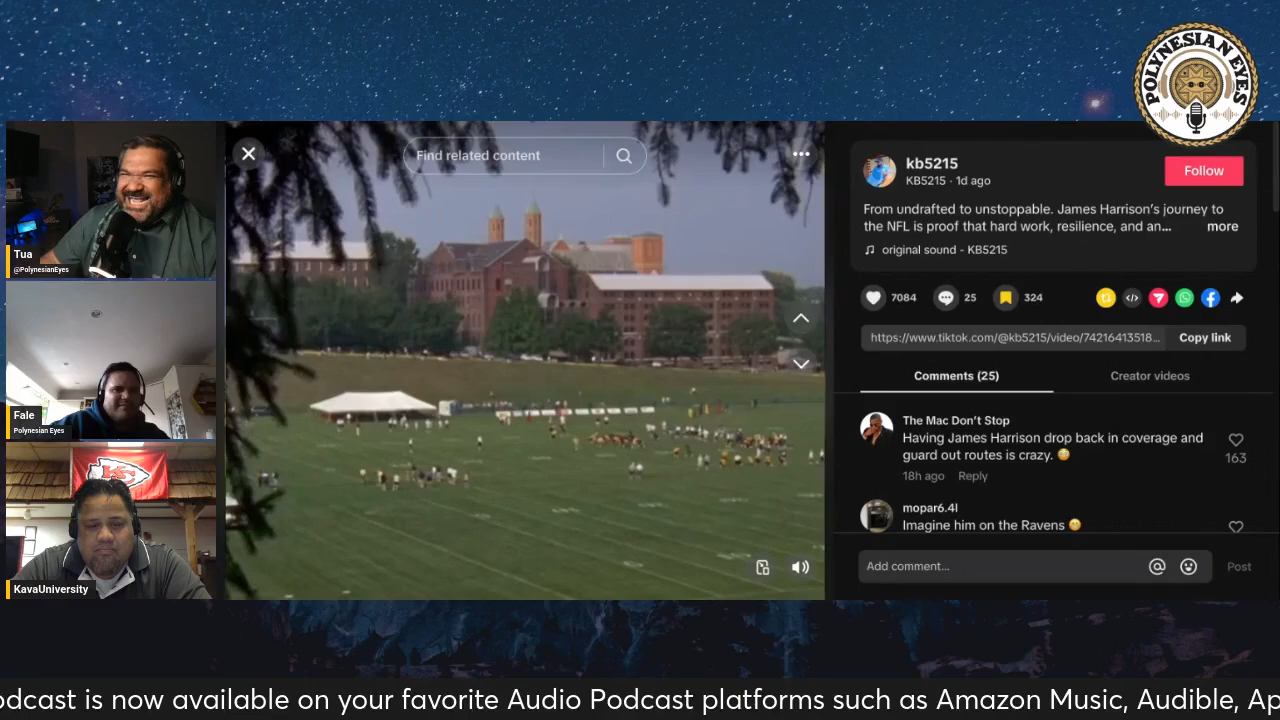 POLYNESIAN EYES
Tua
@PolynesianEyes
Fale
Polynesian Eyes
KC
KavaUniversity
Find related content
kb5215
KB5215 · 1d ago
Follow
From undrafted to unstoppable. James Harrison's journey to
the NFL is proof that hard work, resilience, and an... more
original sound - KB5215
7084
25
324
https://www.tiktok.com/@kb5215/video/74216413518...
Copy link
Comments (25)
Creator videos
The Mac Don't Stop
Having James Harrison drop back in coverage and
guard out routes is crazy. 😳
163
18h ago Reply
mopar6.4l
Imagine him on the Ravens 😁
Add comment...
Post
odcast is now available on your favorite Audio Podcast platforms such as Amazon Music, Audible, Ap